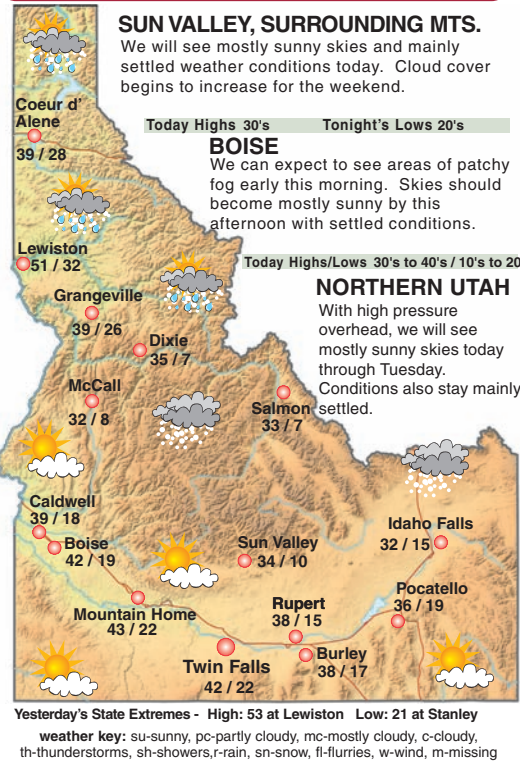 SUN VALLEY, SURROUNDING MTS.
We will see mostly sunny skies and mainly
settled weather conditions today. Cloud cover
begins to increase for the weekend.
Today Highs 30's Tonight's Lows 20's
BOISE
We can expect to see areas of patchy
fog early this morning. Skies should
become mostly sunny by this
afternoon with settled conditions.
Today Highs/Lows 30's to 40's / 10's to 20
NORTHERN UTAH
With high pressure
overhead, we will see
mostly sunny skies today
through Tuesday.
Conditions also stay mainly
settled.
Coeur d'
Alene
39 / 28
Lewiston
51 / 32
Grangeville
39 / 26
Dixie
35 / 7
McCall
32 / 8
Salmon
33 / 7
Caldwell
39 / 18
Boise
42 / 19
Sun Valley
34 / 10
Idaho Falls
32 / 15
Mountain Home
43 / 22
Rupert
38 / 15
Pocatello
36 / 19
Twin Falls
42 / 22
Burley
38 / 17
Yesterday's State Extremes - High: 53 at Lewiston Low: 21 at Stanley
weather key: su-sunny, pc-partly cloudy, mc-mostly cloudy, c-cloudy,
th-thunderstorms, sh-showers,r-rain, sn-snow, fl-flurries, w-wind, m-missing